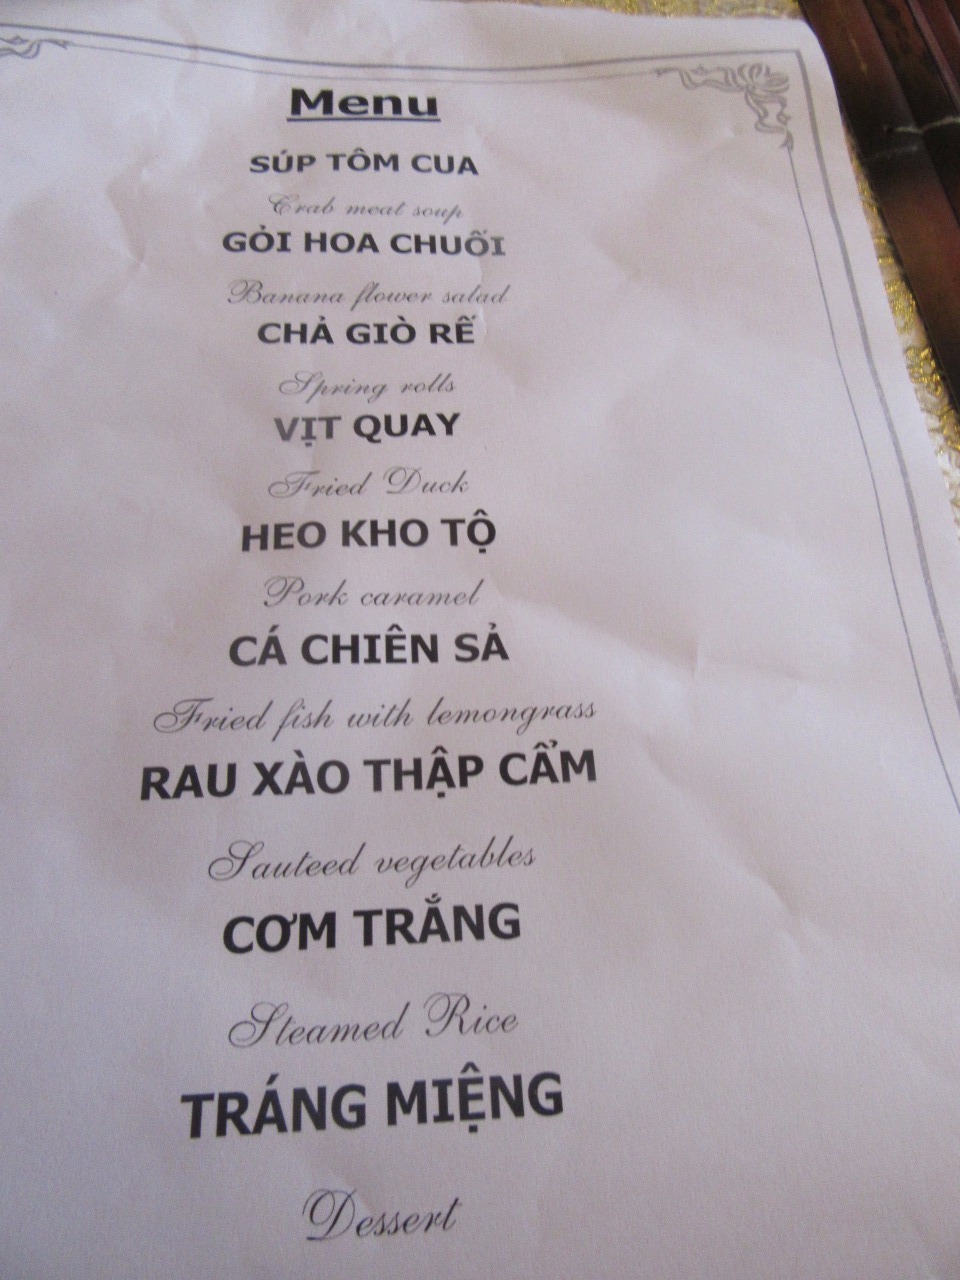 Menu
SÚP TÔM CUA
Crab meat soup
GỎI HOA CHUỐI
Banana flower salad
CHẢ GIÒ RẾ
Spring rolls
VỊT QUAY
Fried Duck
HEO KHO TỘ
Pork caramel
CÁ CHIÊN SẢ
Fried fish with lemongrass
RAU XÀO THẬP CẨM
Sauteed vegetables
CƠM TRẮNG
Steamed Rice
TRÁNG MIỆNG
Dessert